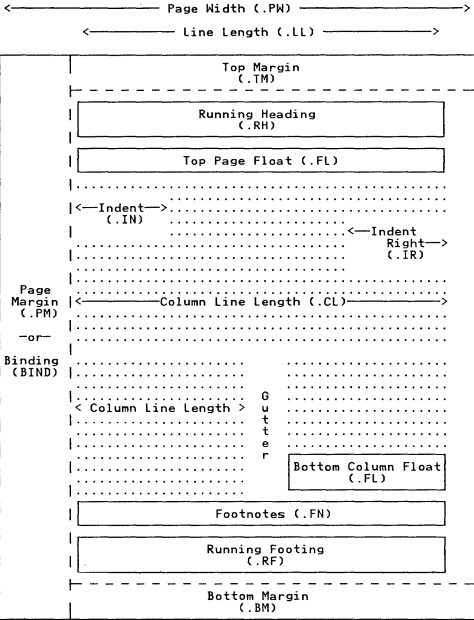 Page Width (.PW)
Line Length (.LL)
Top Margin
(.TM)
Running Heading
(.RH)
Top Page Float (.FL)
Indent
(.IN)
Indent
Right
(.IR)
Page
Margin
(.PM)
—or—
Binding
(BIND)
Column Line Length (.CL)
Column Line Length
Gutter
Bottom Column Float
(.FL)
Footnotes (.FN)
Running Footing
(.RF)
Bottom Margin
(.BM)